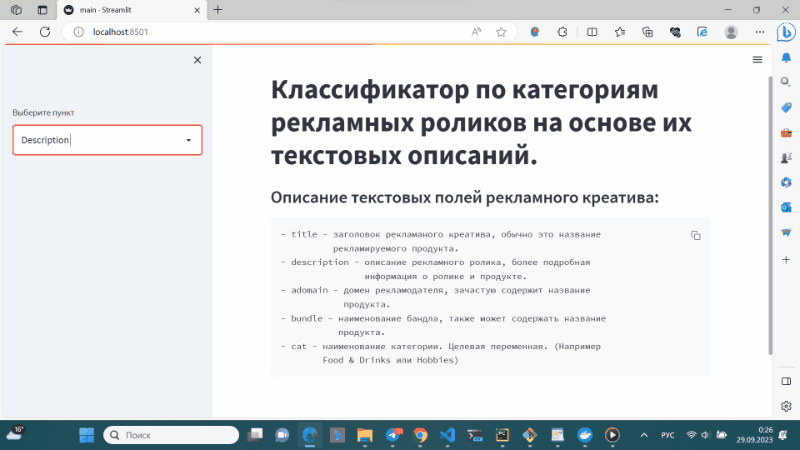 main - Streamlit
localhost:8501
Выберите пункт
Description
Классификатор по категориям
рекламных роликов на основе их
текстовых описаний.
Описание текстовых полей рекламного креатива:
- title - заголовок рекламаного креатива, обычно это название
рекламируемого продукта.
- description - описание рекламного ролика, более подробная
информация о ролике и продукте.
- adomain - домен рекламодателя, зачастую содержит название
продукта.
- bundle - наименование бандла, также может содержать название
продукта.
- cat - наименование категории. Целевая переменная. (Например
Food & Drinks или Hobbies)
16°
Поиск
РУС
0:26
29.09.2023